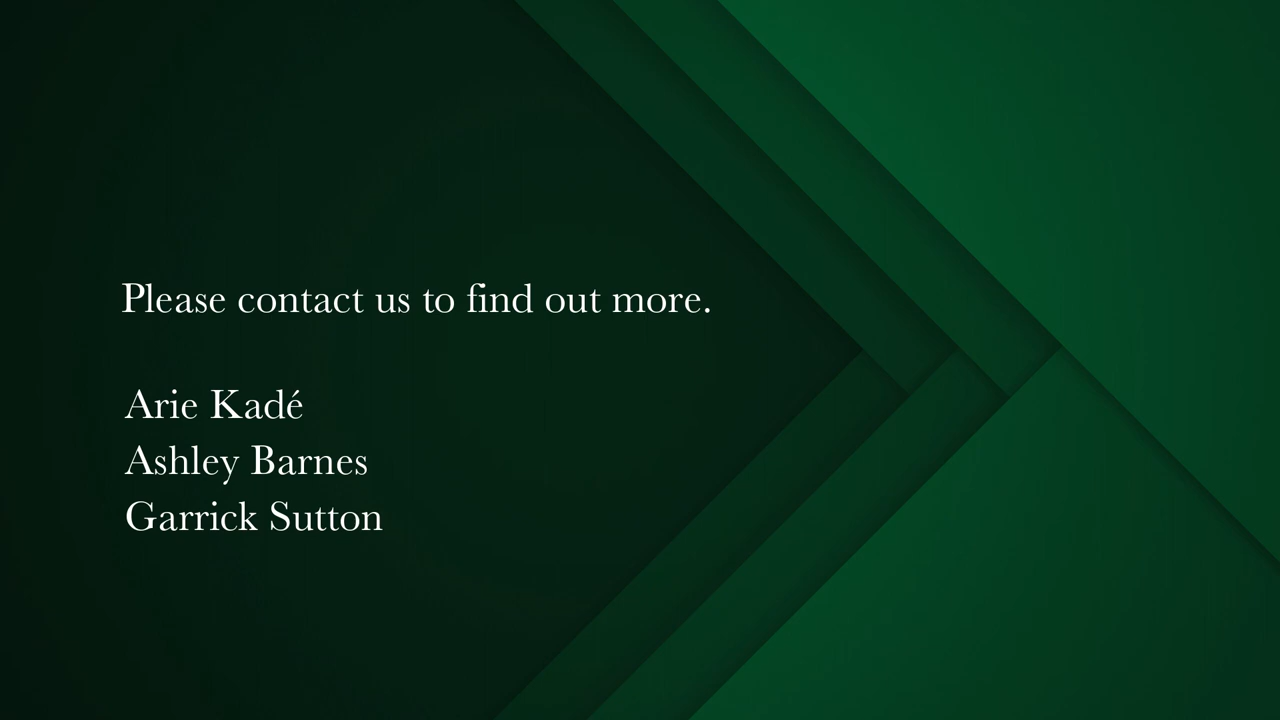 Please contact us to find out more.
Arie Kadé
Ashley Barnes
Garrick Sutton